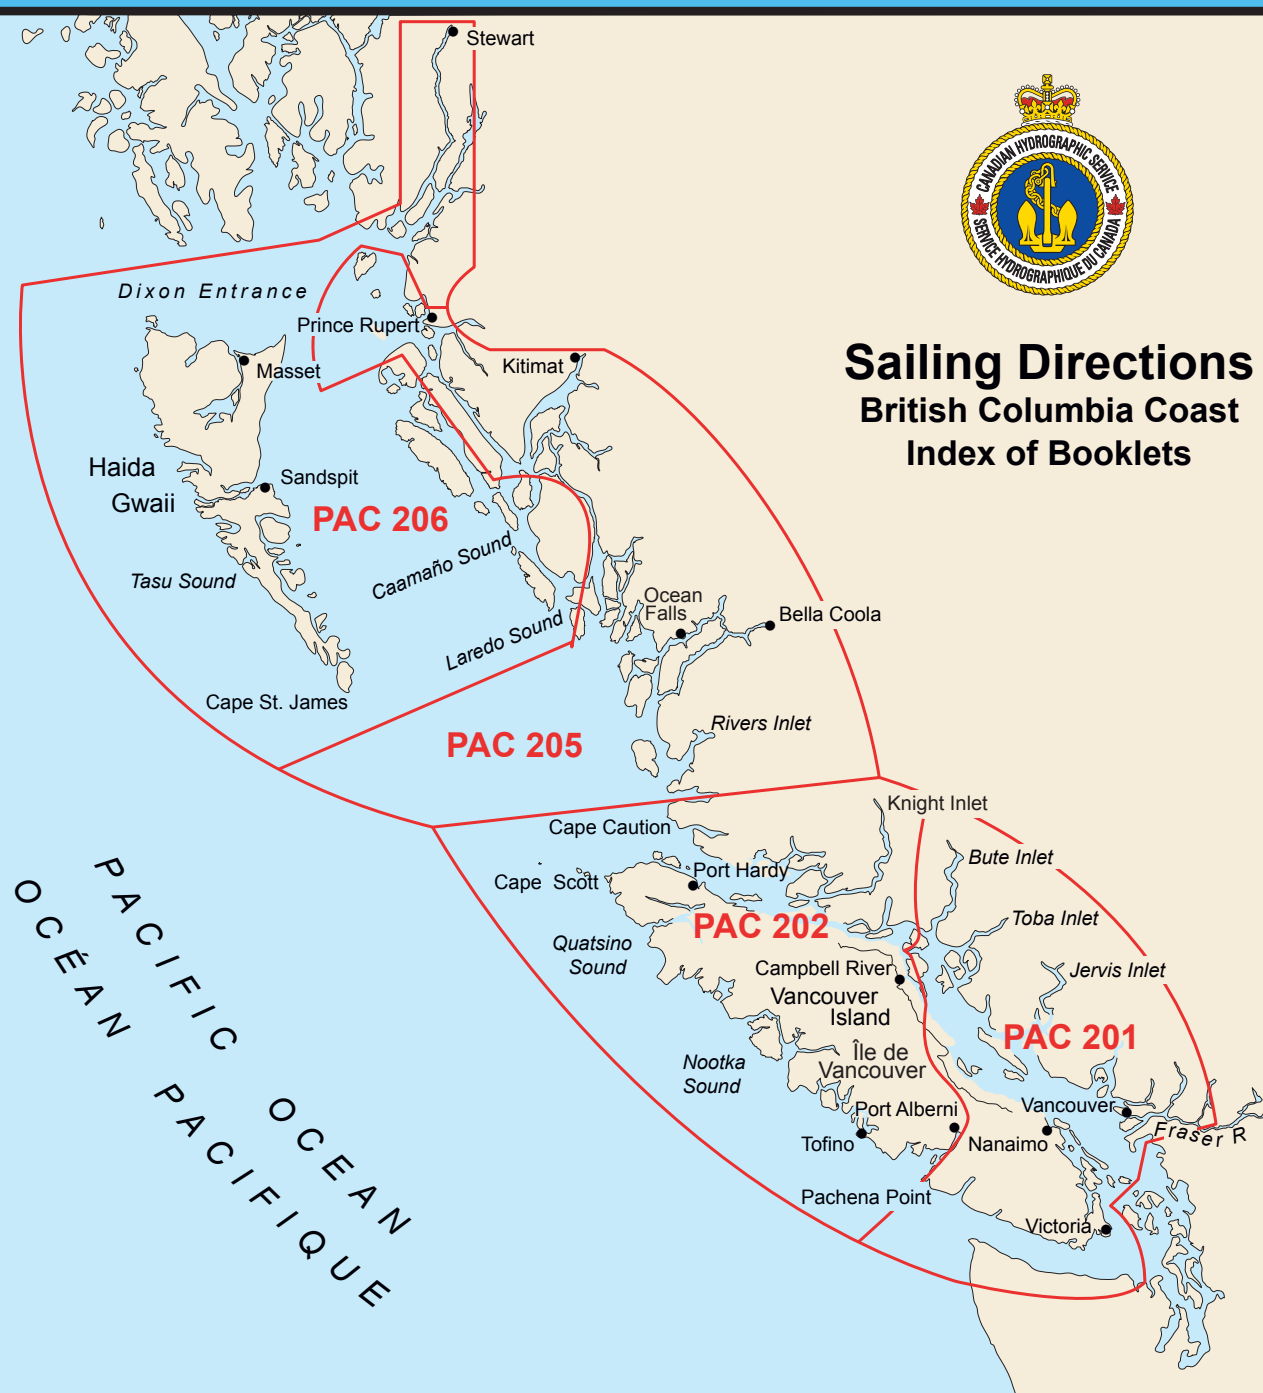 Stewart
CANADIAN HYDROGRAPHIC SERVICE
SERVICE HYDROGRAPHIQUE DU CANADA
Sailing Directions
British Columbia Coast
Index of Booklets
Dixon Entrance
Prince Rupert
Masset
Kitimat
Haida
Gwaii
Sandspit
PAC 206
Tasu Sound
Caamaño Sound
Ocean
Falls
Bella Coola
Laredo Sound
Cape St. James
PAC 205
Rivers Inlet
Knight Inlet
Cape Caution
Bute Inlet
Port Hardy
Cape Scott
Toba Inlet
PAC 202
Quatsino
Sound
Campbell River
Jervis Inlet
Vancouver
Island
PAC 201
Île de
Vancouver
Nootka
Sound
Port Alberni
Vancouver
Fraser R
Tofino
Nanaimo
Pachena Point
Victoria
PACIFIC OCEAN
OCÉAN PACIFIQUE